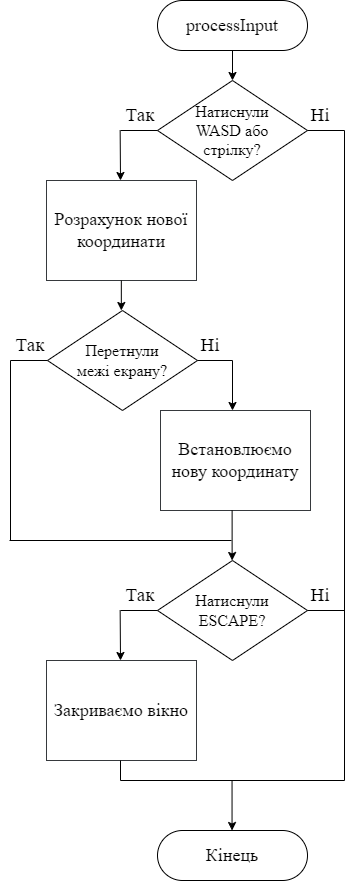 processInput
Так
Натиснули
WASD або
стрілку?
Ні
Розрахунок нової
координати
Так
Перетнули
межі екрану?
Ні
Встановлюємо
нову координату
Так
Натиснули
ESCAPE?
Ні
Закриваємо вікно
Кінець